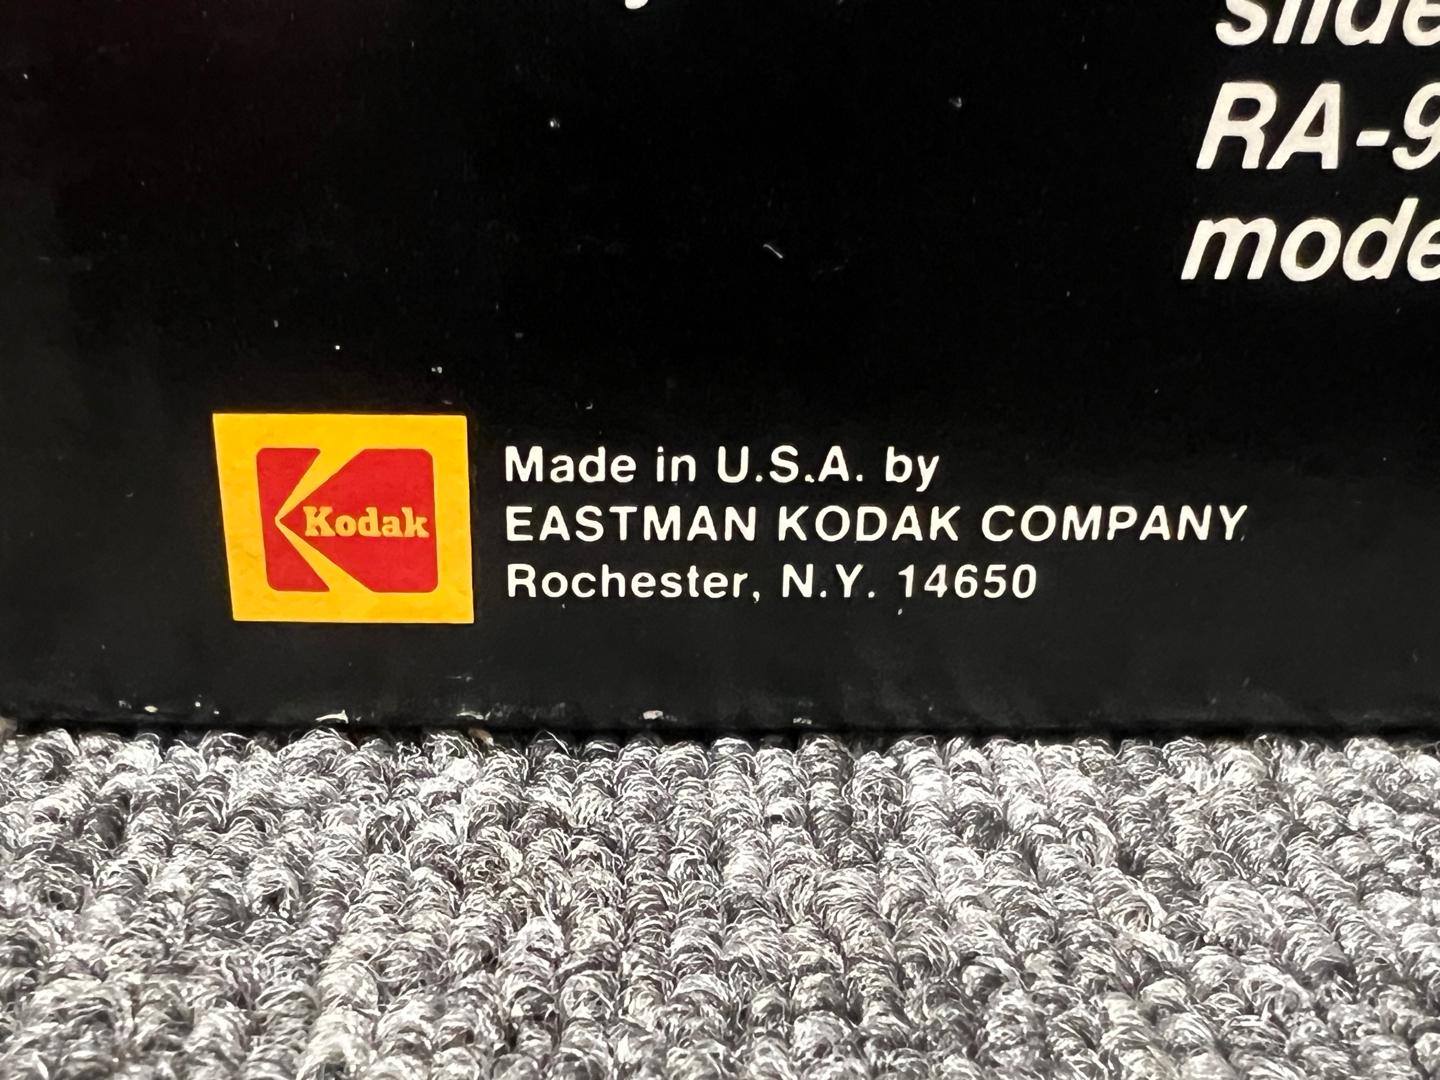 slide
RA-9
mode
Kodak
Made in U.S.A. by
EASTMAN KODAK COMPANY
Rochester, N.Y. 14650